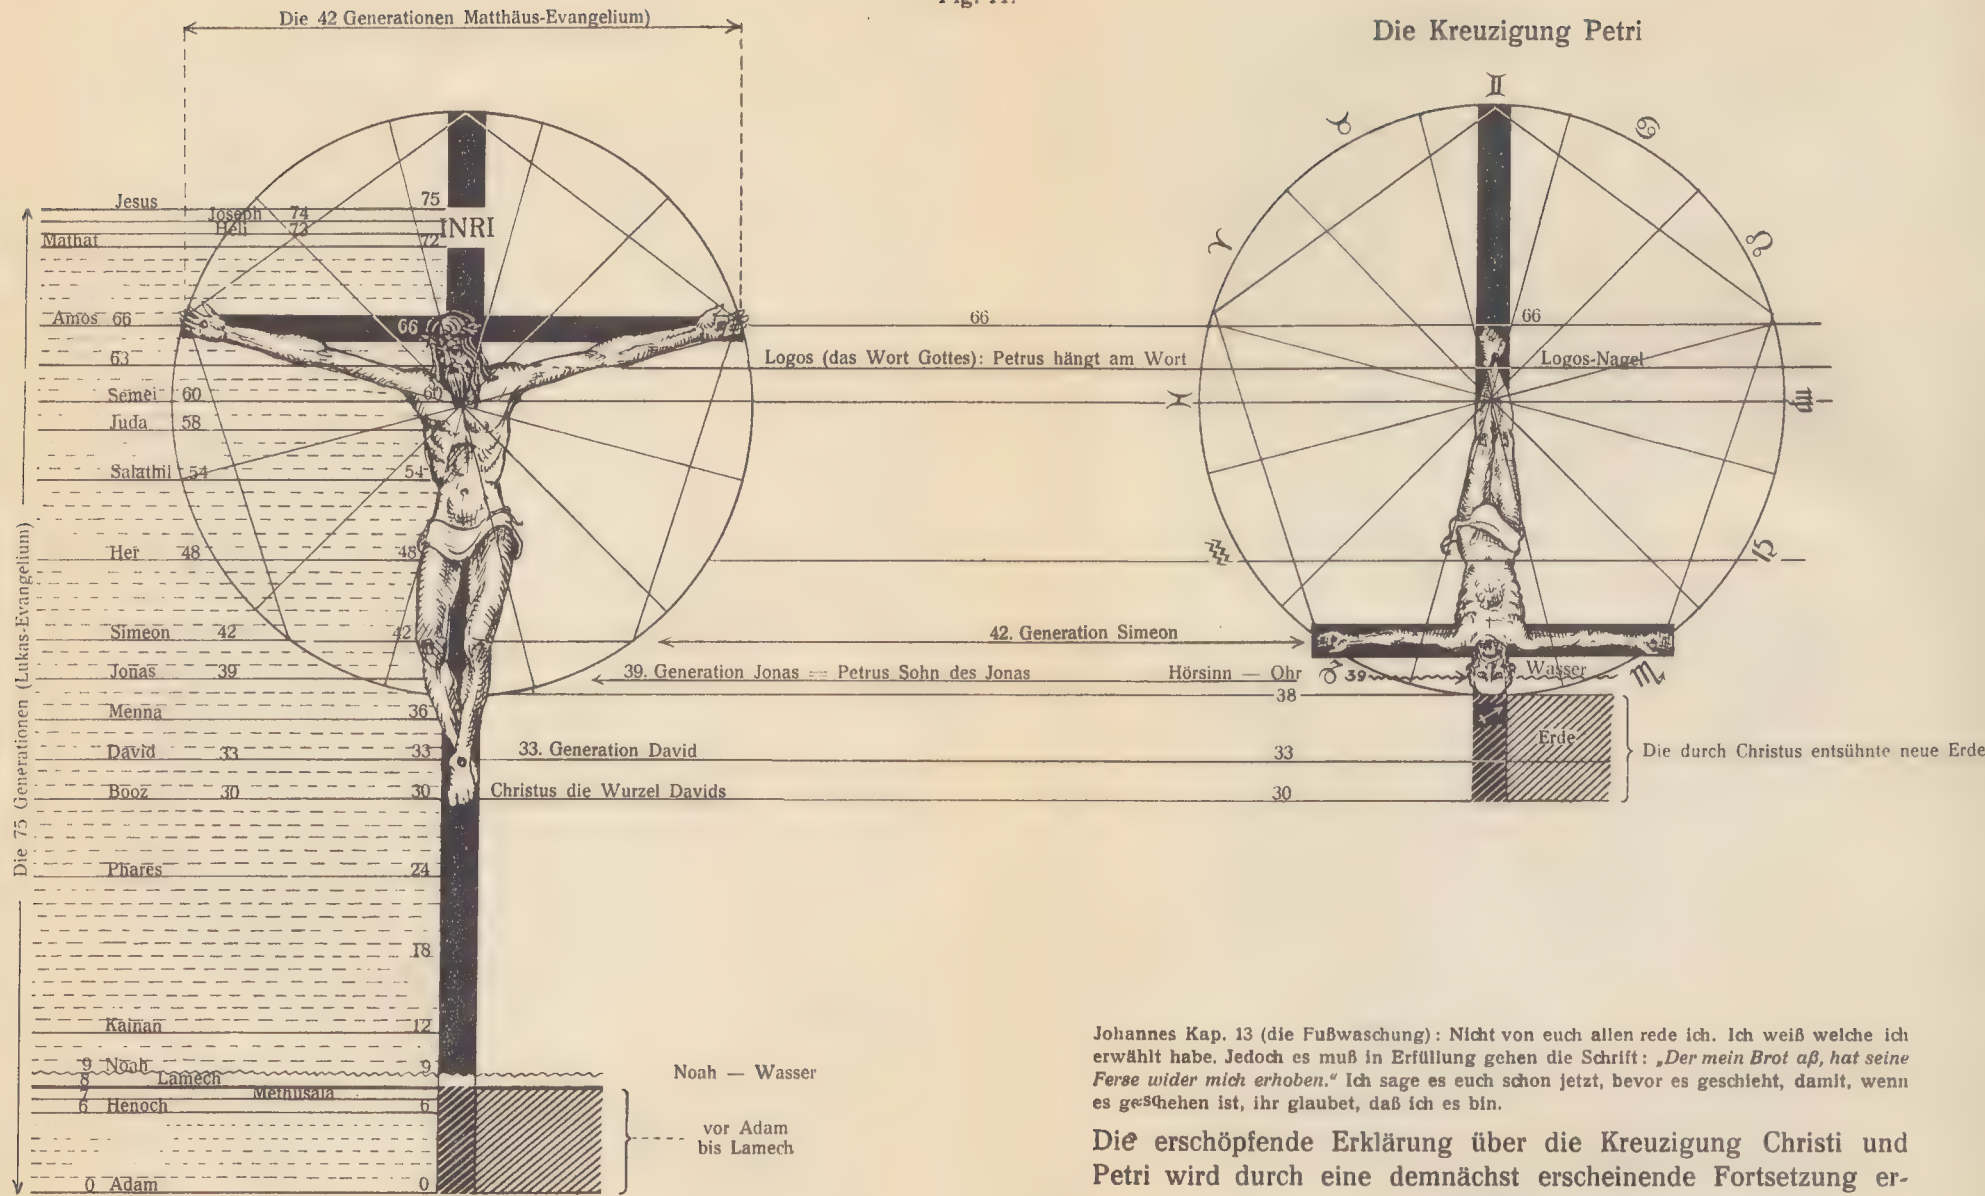 Die 42 Generationen Matthäus-Evangelium)
Die Kreuzigung Petri
Die 75 Generationen (Lukas-Evangelium)
Jesus 75
Joseph 74
Heli 73
INRI
Mathat 72
Amos 66 66
63
Semei 60 60
Juda 58
Salathil 54 54
Her 48 48
Simeon 42 42
Jonas 39
Menna 36
David 33 33
Booz 30 30
Phares 24
18
Kainan 12
9 Noah 9
8 Lamech
7 Methusala
6 Henoch 6
0 Adam 0
66
Logos (das Wort Gottes): Petrus hängt am Wort
42. Generation Simeon
39. Generation Jonas = Petrus Sohn des Jonas
Hörsinn — Ohr
38
33. Generation David
33
Christus die Wurzel Davids
30
Noah — Wasser
vor Adam
bis Lamech
♊
♉ ♋
♈ ♌
66
Logos-Nagel
♓ ♍
♒ ♎
♂ 39 Wasser ♏
♐
Erde
Die durch Christus entsühnte neue Erde
Johannes Kap. 13 (die Fußwaschung): Nicht von euch allen rede ich. Ich weiß welche ich
erwählt habe. Jedoch es muß in Erfüllung gehen die Schrift: „Der mein Brot aß, hat seine
Ferse wider mich erhoben.“ Ich sage es euch schon jetzt, bevor es geschieht, damit, wenn
es geschehen ist, ihr glaubet, daß ich es bin.
Die erschöpfende Erklärung über die Kreuzigung Christi und
Petri wird durch eine demnächst erscheinende Fortsetzung er-